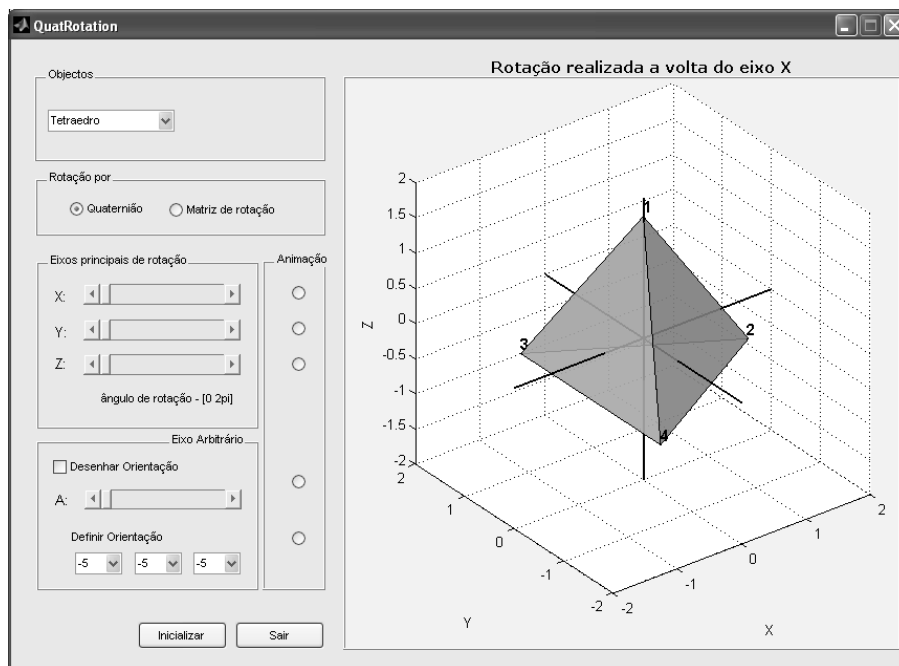 QuatRotation
Objectos
Tetraedro
Rotação por
Quaternião
Matriz de rotação
Eixos principais de rotação
Animação
X:
Y:
Z:
ângulo de rotação - [0 2pi]
Eixo Arbitrário
Desenhar Orientação
A:
Definir Orientação
-5 -5 -5
Inicializar
Sair
Rotação realizada a volta do eixo X
2
1.5
1
0.5
0
-0.5
-1
-1.5
-2
Z
1
2
3
4
2
1
0
-1
-2
Y
-2
-1
0
1
2
X